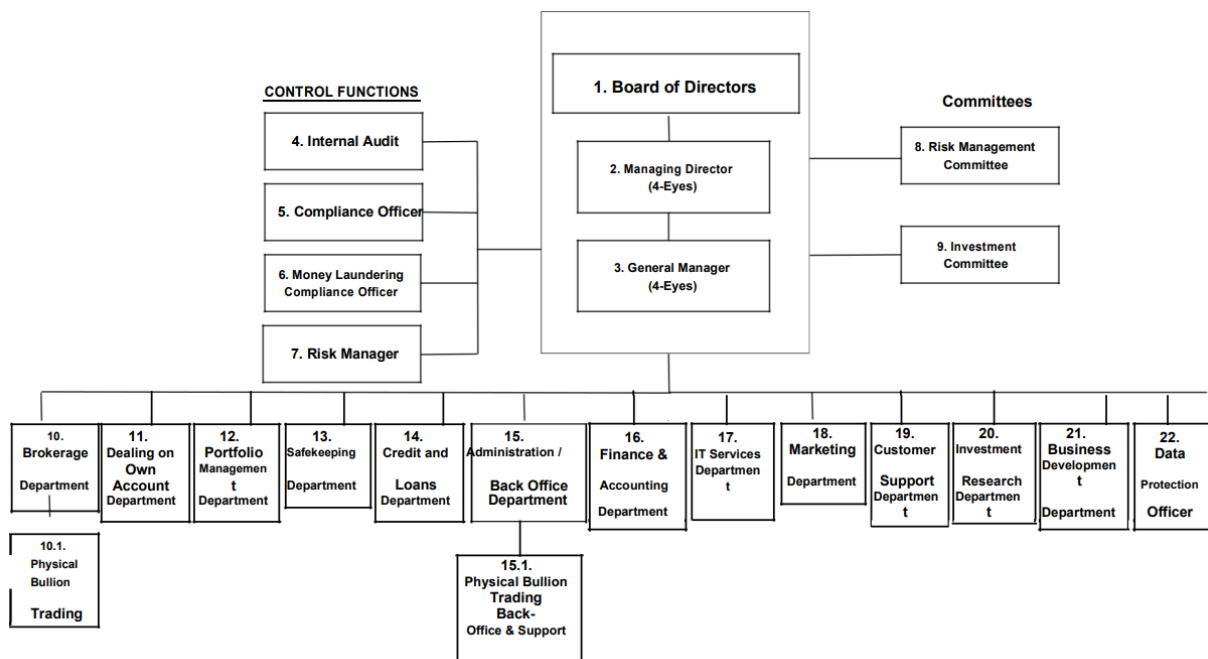 1. Board of Directors
CONTROL FUNCTIONS
Committees
4. Internal Audit
2. Managing Director
(4-Eyes)
8. Risk Management
Committee
5. Compliance Officer
3. General Manager
(4-Eyes)
9. Investment
Committee
6. Money Laundering
Compliance Officer
7. Risk Manager
10.
Brokerage
Department
11.
Dealing on
Own
Account
Department
12.
Portfolio
Managemen
t
Department
13.
Safekeeping
Department
14.
Credit and
Loans
Department
15.
Administration /
Back Office
Department
16.
Finance &
Accounting
Department
17.
IT Services
Departmen
t
18.
Marketing
Department
19.
Customer
Support
Departmen
t
20.
Investment
Research
Departmen
t
21.
Business
Developmen
t
Department
22.
Data
Protection
Officer
10.1.
Physical
Bullion
Trading
15.1.
Physical Bullion
Trading
Back-
Office & Support